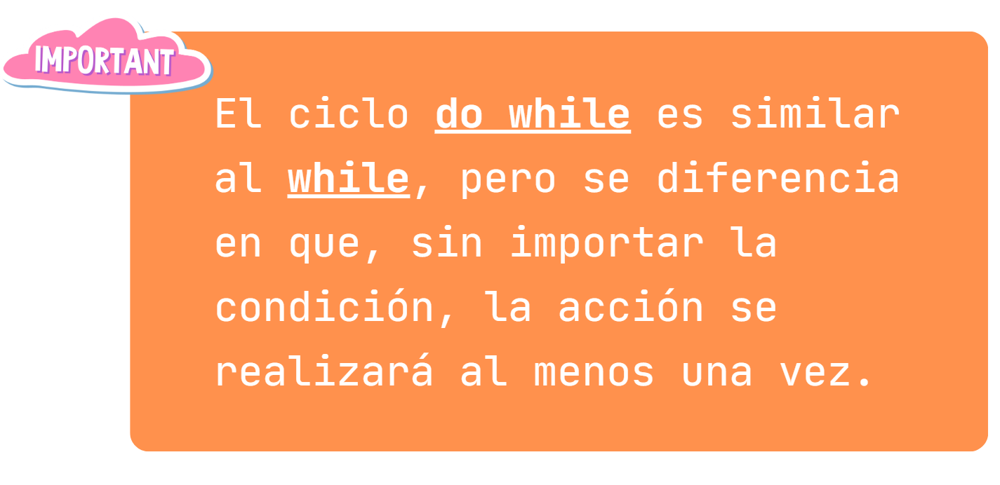 IMPORTANT
El ciclo do while es similar
al while, pero se diferencia
en que, sin importar la
condición, la acción se
realizará al menos una vez.